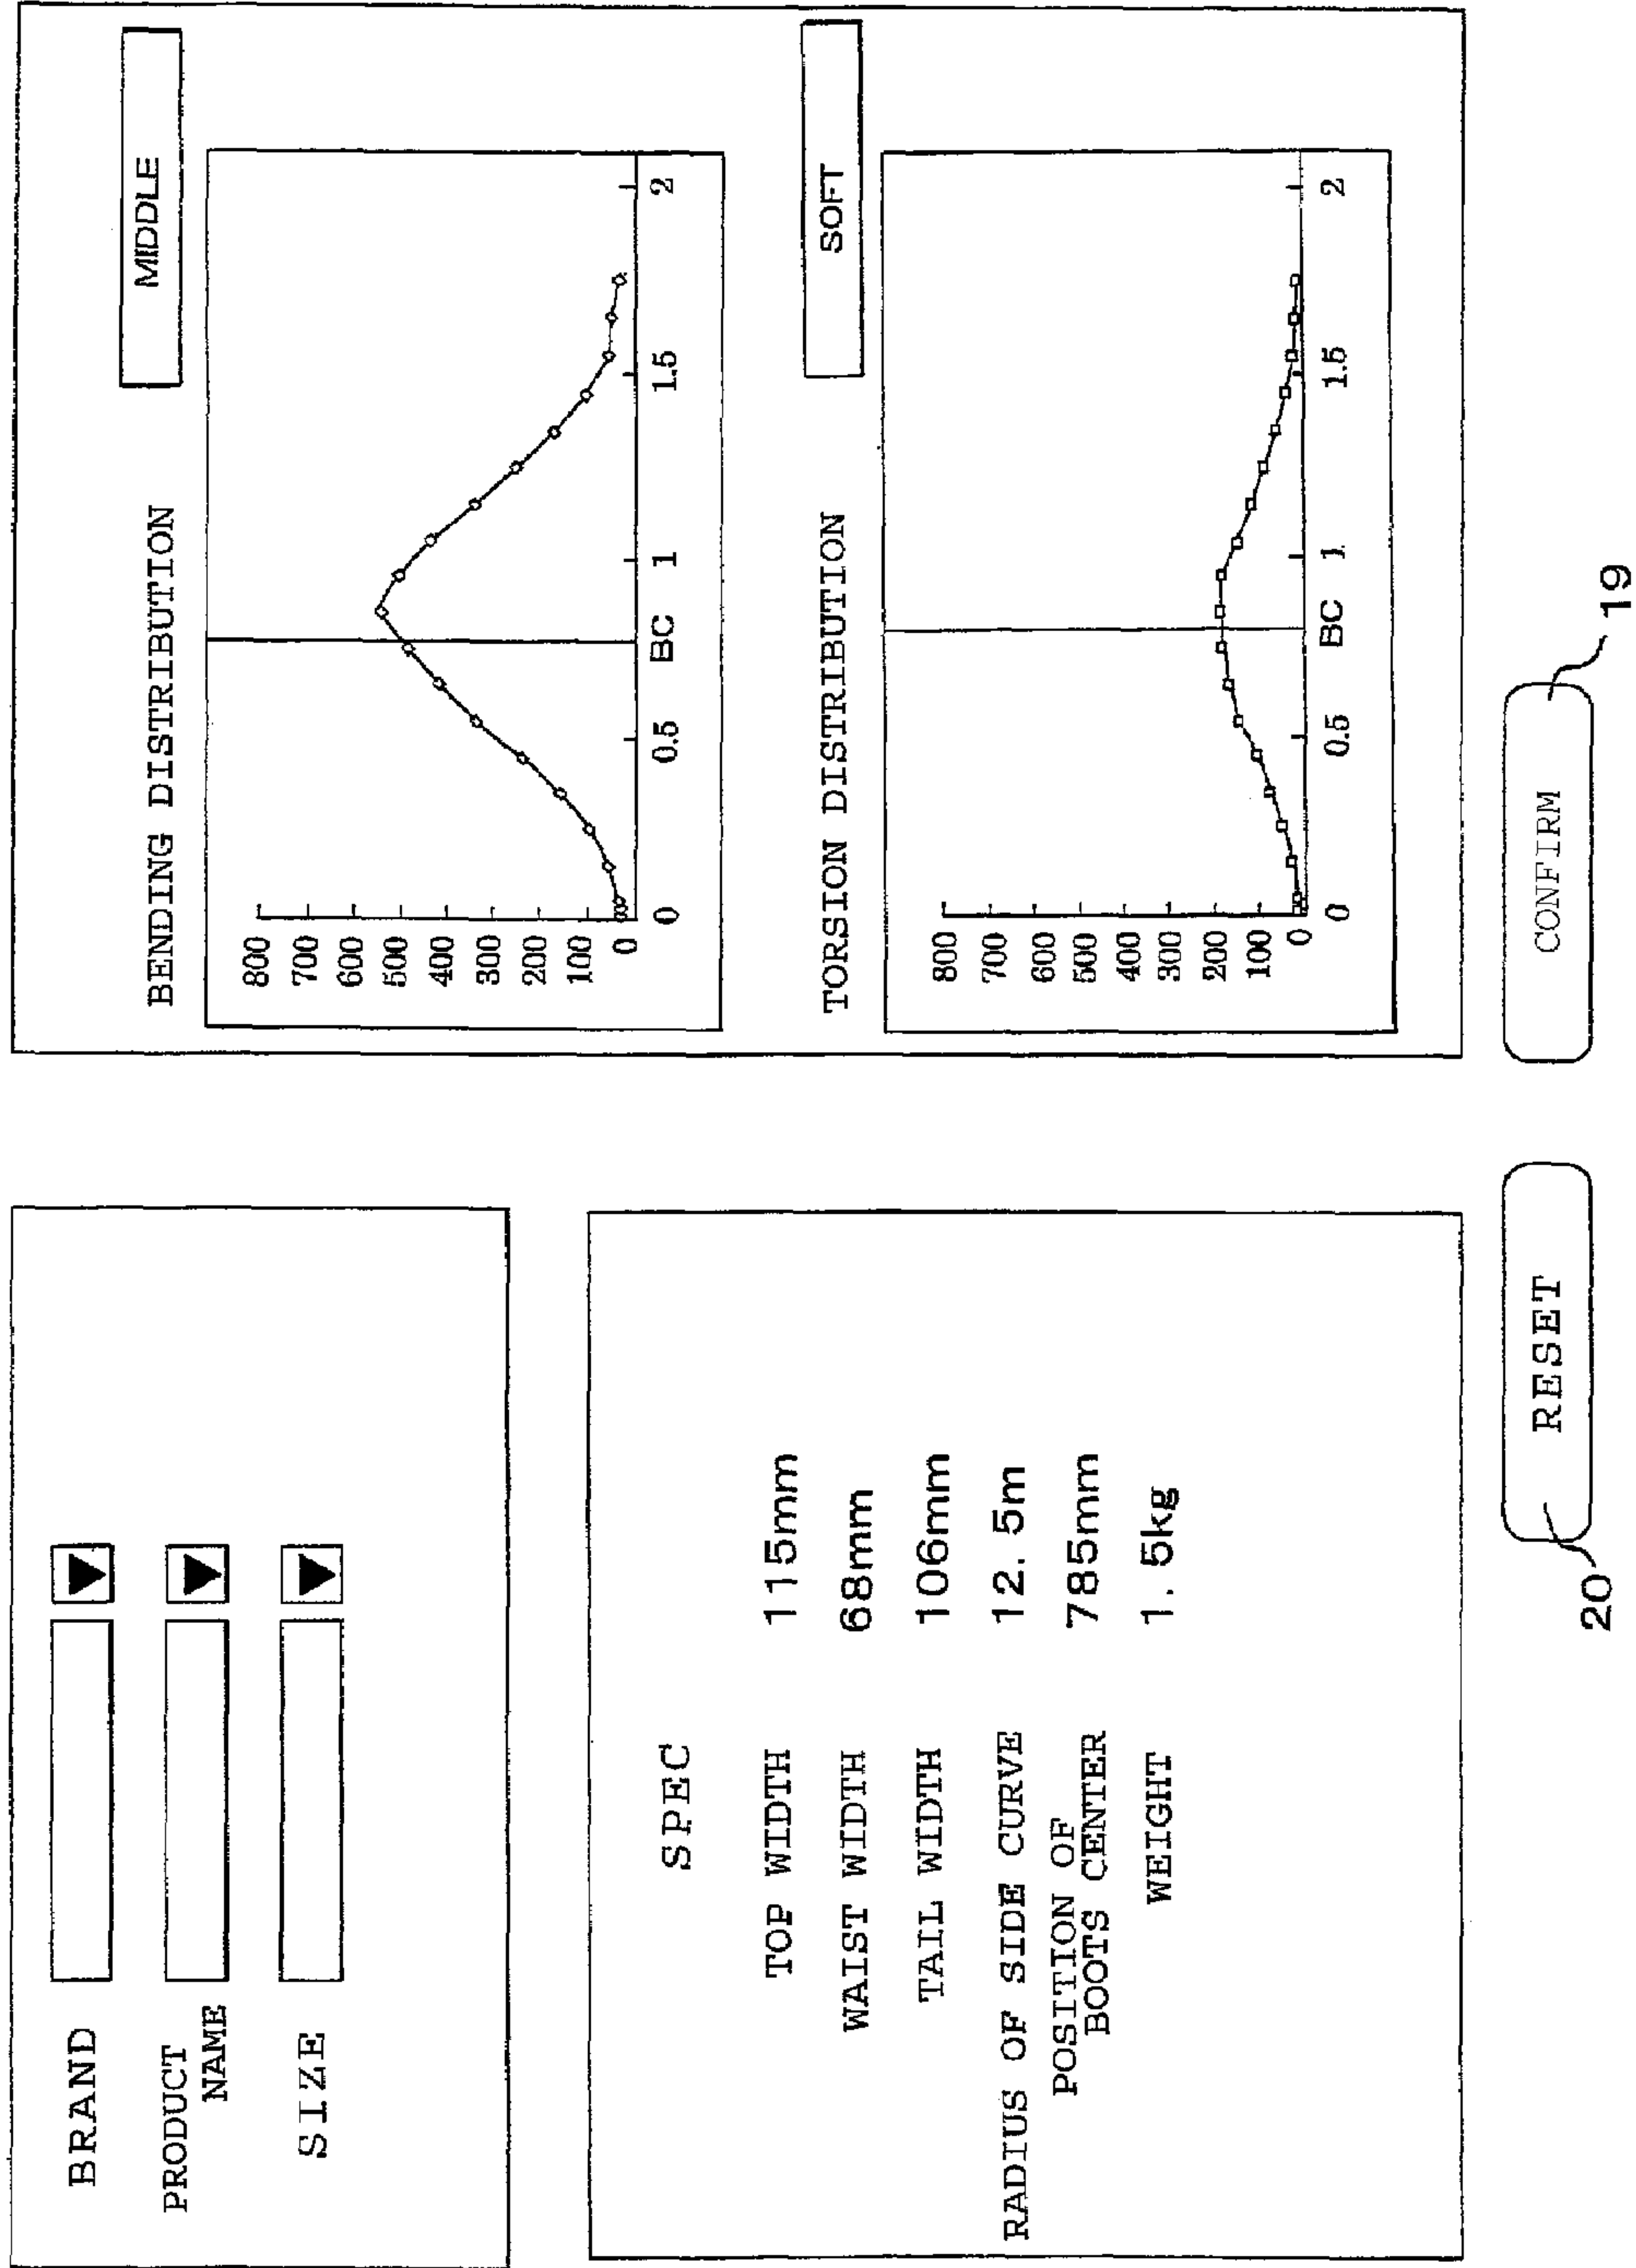 BRAND
PRODUCT
NAME
SIZE
SPEC
TOP WIDTH 115mm
WAIST WIDTH 68mm
TAIL WIDTH 106mm
RADIUS OF SIDE CURVE 12.5m
POSITION OF
BOOTS CENTER 785mm
WEIGHT 1.5kg
BENDING DISTRIBUTION MIDDLE
800
700
600
500
400
300
200
100
0
0 0.5 BC 1 1.5 2
TORSION DISTRIBUTION SOFT
800
700
600
500
400
300
200
100
0
0 0.5 BC 1 1.5 2
RESET CONFIRM
20 19